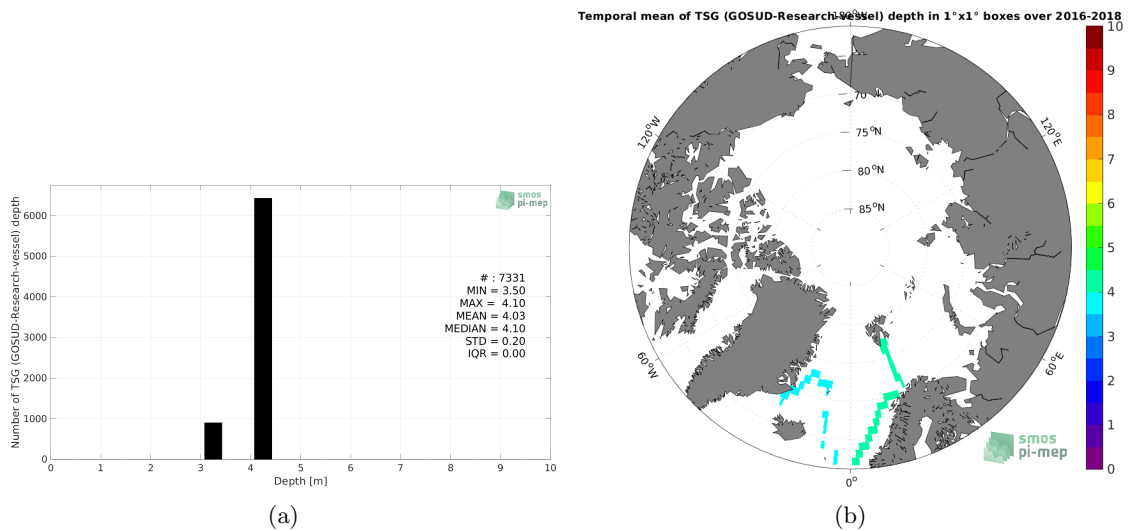 Temporal mean of TSG (GOSUD-Research-vessel) depth in 1°x1° boxes over 2016-2018
Number of TSG (GOSUD-Research-vessel) depth
6000
5000
4000
3000
2000
1000
0
0 1 2 3 4 5 6 7 8 9 10
Depth [m]
smos
pi-mep
# : 7331
MIN = 3.50
MAX = 4.10
MEAN = 4.03
MEDIAN = 4.10
STD = 0.20
IQR = 0.00
(a)
180°W
120°W
120°E
70
75°N
80°N
85°N
60°W
60°E
0°
smos
pi-mep
10
9
8
7
6
5
4
3
2
1
0
(b)